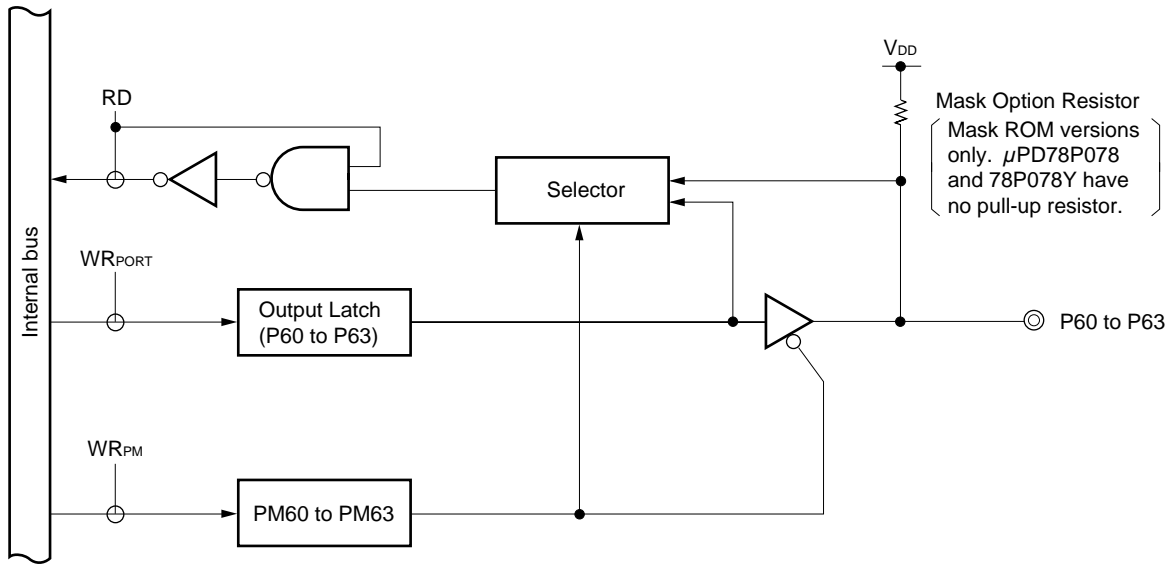 VDD
RD
Mask Option Resistor
Mask ROM versions
only. µPD78P078
and 78P078Y have
no pull-up resistor.
Selector
Internal bus
WRPORT
Output Latch
(P60 to P63)
P60 to P63
WRPM
PM60 to PM63